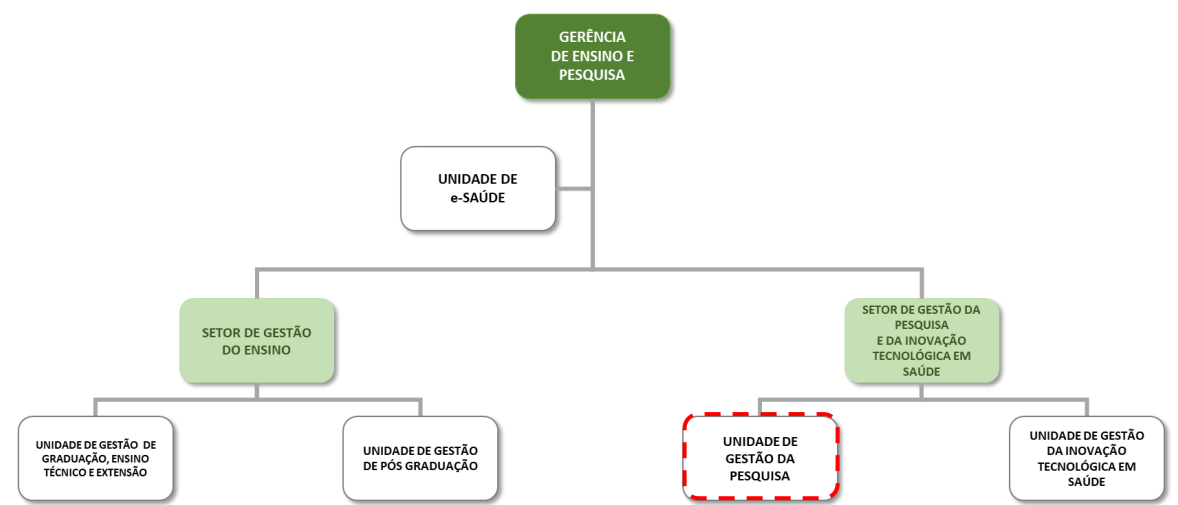 GERÊNCIA
DE ENSINO E
PESQUISA
UNIDADE DE
e-SAÚDE
SETOR DE GESTÃO
DO ENSINO
SETOR DE GESTÃO DA
PESQUISA
E DA INOVAÇÃO
TECNOLÓGICA EM
SAÚDE
UNIDADE DE GESTÃO DE
GRADUAÇÃO, ENSINO
TÉCNICO E EXTENSÃO
UNIDADE DE GESTÃO
DE PÓS GRADUAÇÃO
UNIDADE DE
GESTÃO DA
PESQUISA
UNIDADE DE GESTÃO
DA INOVAÇÃO
TECNOLÓGICA EM
SAÚDE